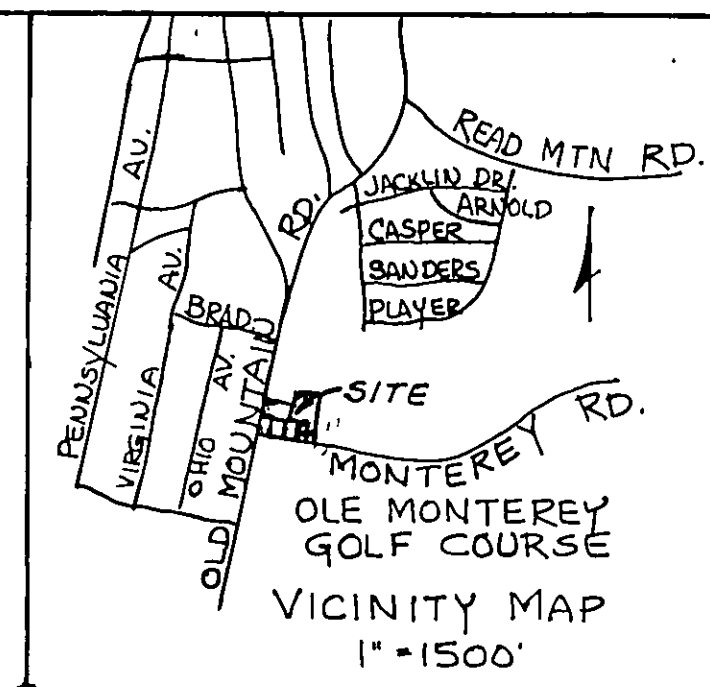 READ MTN RD.
JACKLIN DR.
ARNOLD
CASPER
SANDERS
PLAYER
PENNSYLVANIA AV.
VIRGINIA AV.
BRAD.
OHIO AV.
OLD MOUNTAIN RD.
SITE
MONTEREY RD.
OLE MONTEREY
GOLF COURSE
VICINITY MAP
1" = 1500'